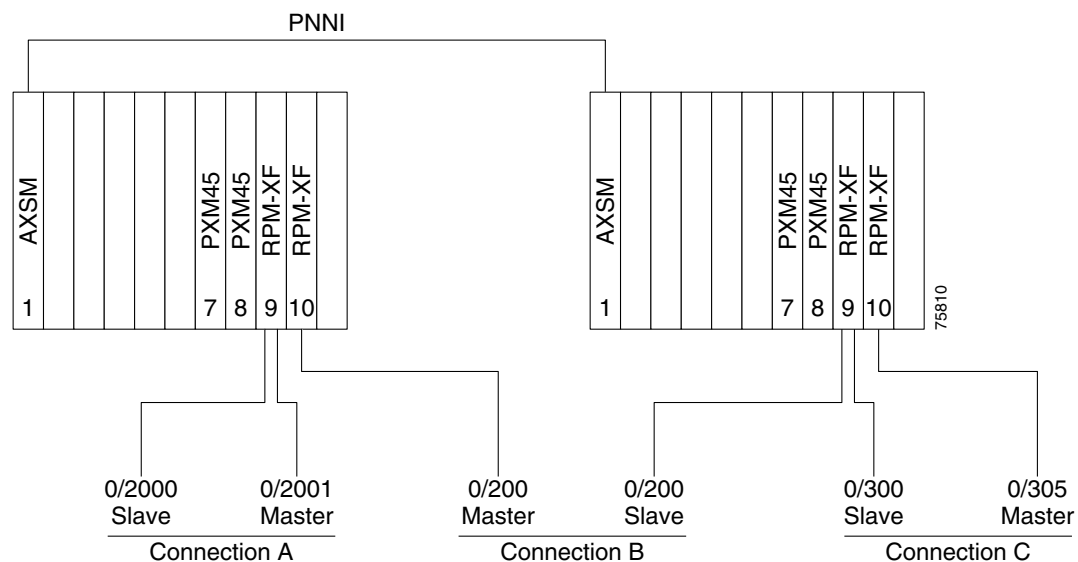 PNNI
AXSM
PXM45
PXM45
RPM-XF
RPM-XF
1
7
8
9
10
AXSM
PXM45
PXM45
RPM-XF
RPM-XF
1
7
8
9
10
75810
0/2000
Slave
0/2001
Master
Connection A
0/200
Master
0/200
Slave
Connection B
0/300
Slave
0/305
Master
Connection C